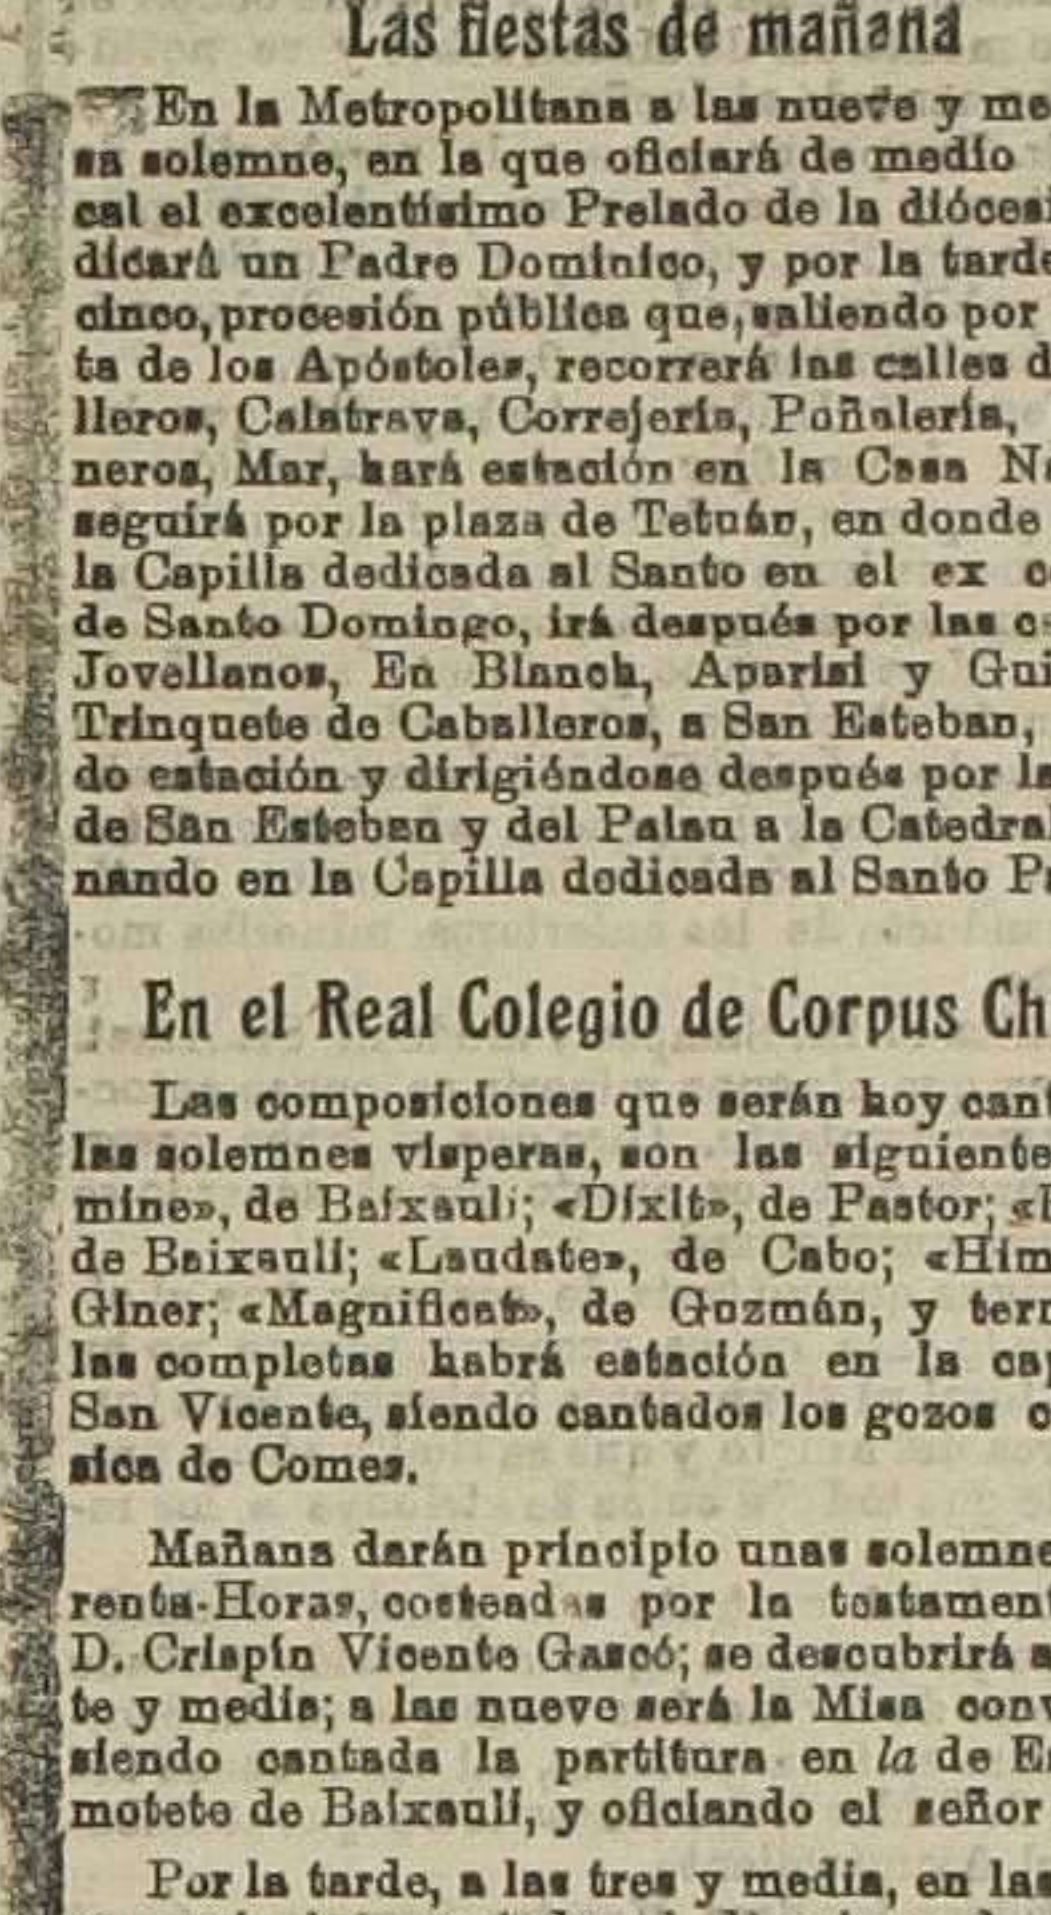 Las fiestas de mañana
En la Metropolitana a las nueve y me
sa solemne, en la que oficiará de medio
cal el excelentísimo Prelado de la diócesi
dicará un Padre Dominico, y por la tarde
cinco, procesión pública que, saliendo por
ta de los Apóstoles, recorrerá las calles d
lleros, Calatrava, Correjería, Poñalería,
neros, Mar, hará estación en la Casa Na
seguirá por la plaza de Tetuán, en donde
la Capilla dedicada al Santo en el ex c
de Santo Domingo, irá después por las c
Jovellanos, En Blanch, Aparisi y Gui
Trinquete de Caballeros, a San Esteban,
do estación y dirigiéndose después por la
de San Esteban y del Palau a la Catedral
nando en la Capilla dedicada al Santo Pa
En el Real Colegio de Corpus Ch
Las composiciones que serán hoy cant
las solemnes vísperas, son las siguiente
mine», de Baixauli; «Dixit», de Pastor;
de Baixauli; «Laudate», de Cabo; «Him
Giner; «Magnificat», de Guzmán, y ter
las completas habrá estación en la cap
San Vicente, siendo cantados los gozos c
sica de Comes.
Mañana darán principio unas solemne
renta-Horas, costeadas por la testament
D. Crispín Vicente Gascó; se descubrirá a
te y media; a las nueve será la Misa conv
siendo cantada la partitura en la de Es
motete de Baixauli, y oficiando el señor
Por la tarde, a las tres y media, en las